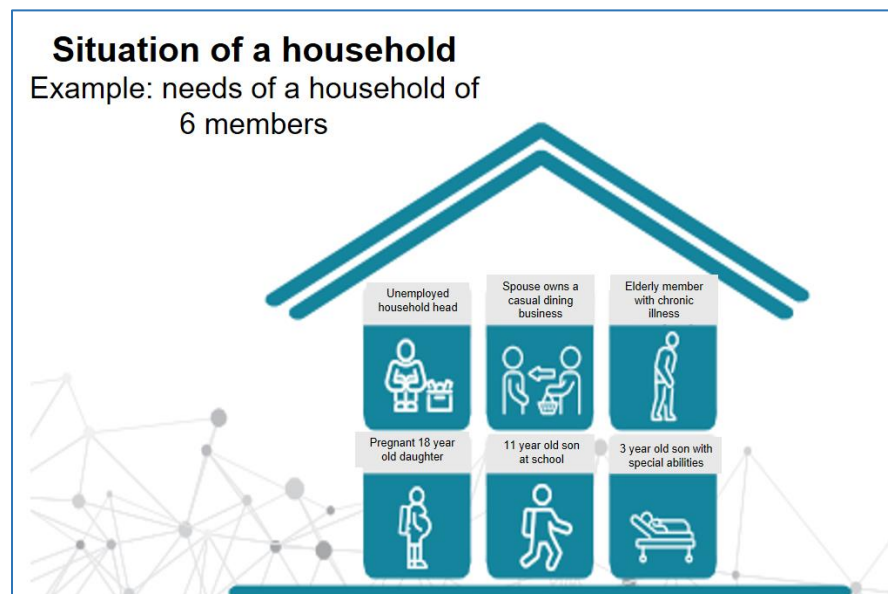 Situation of a household
Example: needs of a household of
6 members
Unemployed
household head
Spouse owns a
casual dining
business
Elderly member
with chronic
illness
Pregnant 18 year
old daughter
11 year old son
at school
3 year old son with
special abilities